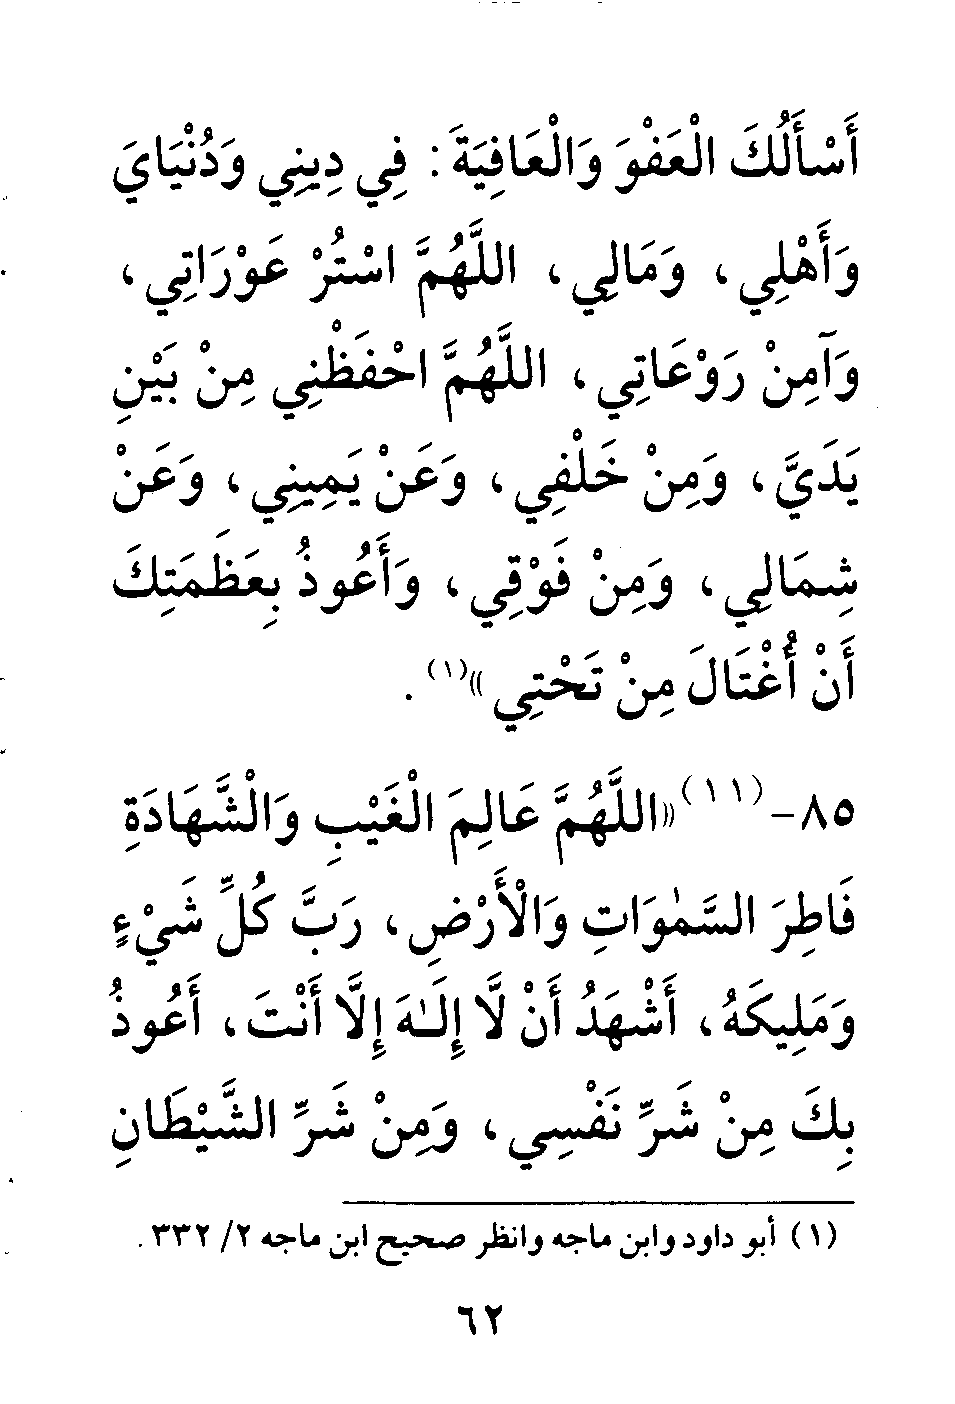 أَسْأَلُكَ الْعَفْوَ وَالْعَافِيَةَ: فِي دِينِي وَدُنْيَايَ
وَأَهْلِي، وَمَالِي، اللَّهُمَّ اسْتُرْ عَوْرَاتِي،
وَآمِنْ رَوْعَاتِي، اللَّهُمَّ احْفَظْنِي مِنْ بَيْنِ
يَدَيَّ، وَمِنْ خَلْفِي، وَعَنْ يَمِينِي، وَعَنْ
شِمَالِي، وَمِنْ فَوْقِي، وَأَعُوذُ بِعَظَمَتِكَ
أَنْ أُغْتَالَ مِنْ تَحْتِي»(١).
٨٥- (١١)«اللَّهُمَّ عَالِمَ الْغَيْبِ وَالْشَّهَادَةِ
فَاطِرَ السَّمٰوَاتِ وَالْأَرْضِ، رَبَّ كُلِّ شَيْءٍ
وَمَلِيكَهُ، أَشْهَدُ أَنْ لَّا إِلَـٰهَ إِلَّا أَنْتَ، أَعُوذُ
بِكَ مِنْ شَرِّ نَفْسِي، وَمِنْ شَرِّ الشَّيْطَانِ
(١) أبو داود وابن ماجه وانظر صحيح ابن ماجه ٢/ ٣٣٢.
٦٢